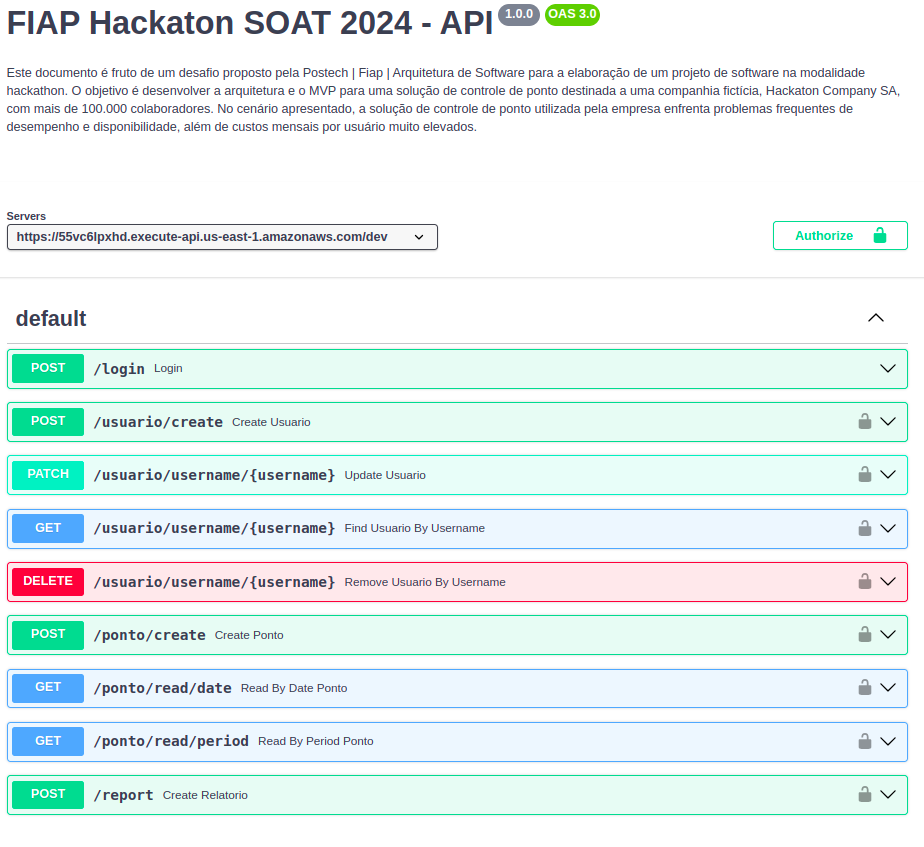 FIAP Hackaton SOAT 2024 - API 1.0.0 OAS 3.0
Este documento é fruto de um desafio proposto pela Postech | Fiap | Arquitetura de Software para a elaboração de um projeto de software na modalidade
hackathon. O objetivo é desenvolver a arquitetura e o MVP para uma solução de controle de ponto destinada a uma companhia fictícia, Hackaton Company SA,
com mais de 100.000 colaboradores. No cenário apresentado, a solução de controle de ponto utilizada pela empresa enfrenta problemas frequentes de
desempenho e disponibilidade, além de custos mensais por usuário muito elevados.
Servers
https://55vc6lpxhd.execute-api.us-east-1.amazonaws.com/dev
Authorize
default
POST /login Login
POST /usuario/create Create Usuario
PATCH /usuario/username/{username} Update Usuario
GET /usuario/username/{username} Find Usuario By Username
DELETE /usuario/username/{username} Remove Usuario By Username
POST /ponto/create Create Ponto
GET /ponto/read/date Read By Date Ponto
GET /ponto/read/period Read By Period Ponto
POST /report Create Relatorio